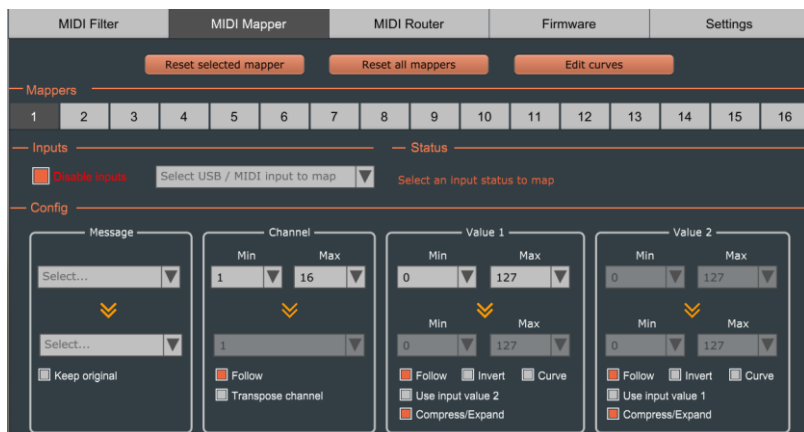 MIDI Filter MIDI Mapper MIDI Router Firmware Settings
Reset selected mapper Reset all mappers Edit curves
Mappers
1 2 3 4 5 6 7 8 9 10 11 12 13 14 15 16
Inputs Status
Disable inputs Select USB / MIDI input to map Select an input status to map
Config
Message Channel Value 1 Value 2
Min Max Min Max Min Max
Select... 1 16 0 127 0 127
Min Max Min Max
Select... 1 0 127 0 127
Keep original Follow Follow Invert Curve Follow Invert Curve
Transpose channel Use input value 2 Use input value 1
Compress/Expand Compress/Expand